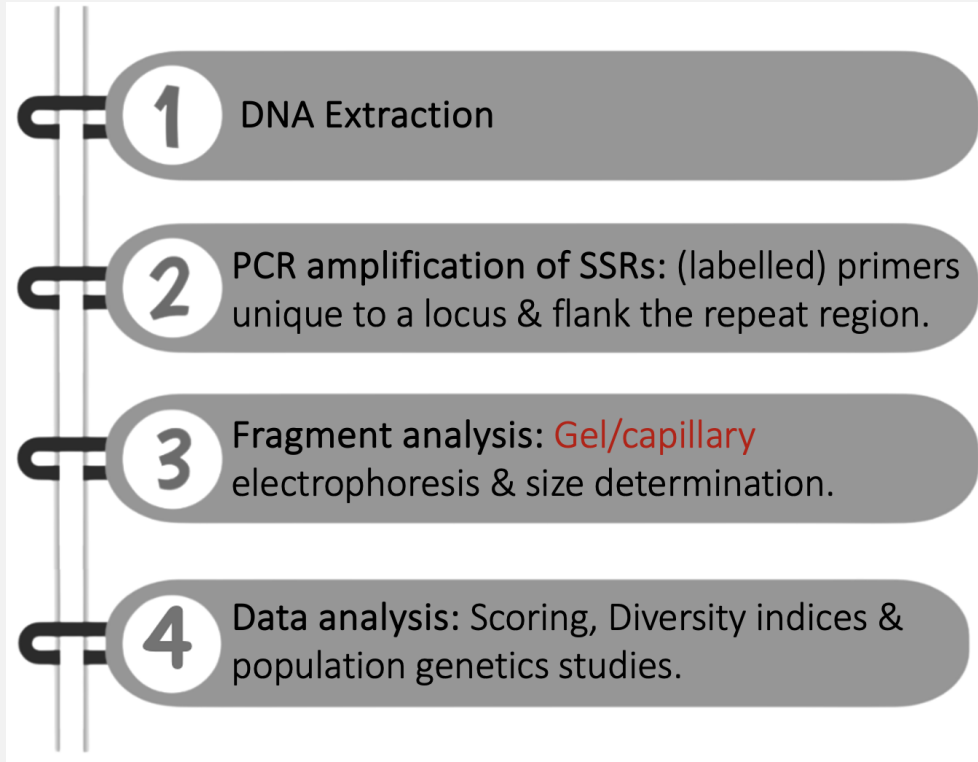 1
DNA Extraction
2
PCR amplification of SSRs: (labelled) primers
unique to a locus & flank the repeat region.
3
Fragment analysis: Gel/capillary
electrophoresis & size determination.
4
Data analysis: Scoring, Diversity indices &
population genetics studies.